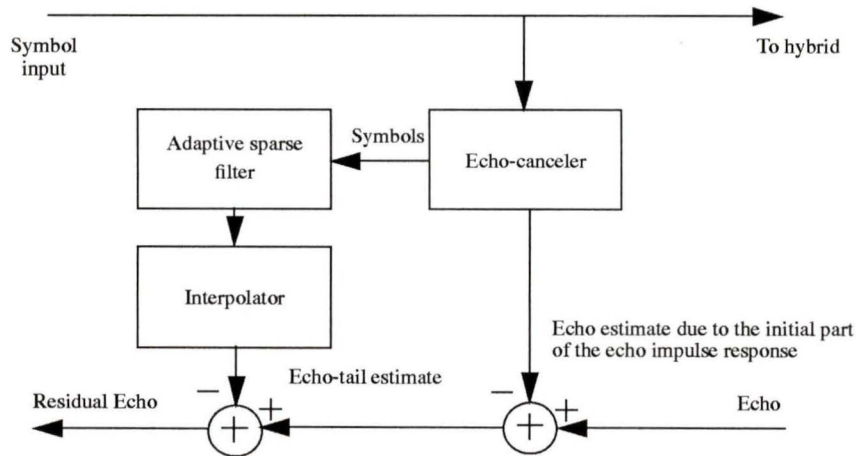 Symbol
input
To hybrid
Adaptive sparse
filter
Symbols
Echo-canceler
Interpolator
Echo estimate due to the initial part
of the echo impulse response
Echo-tail estimate
Residual Echo
Echo
− + − +
+ +